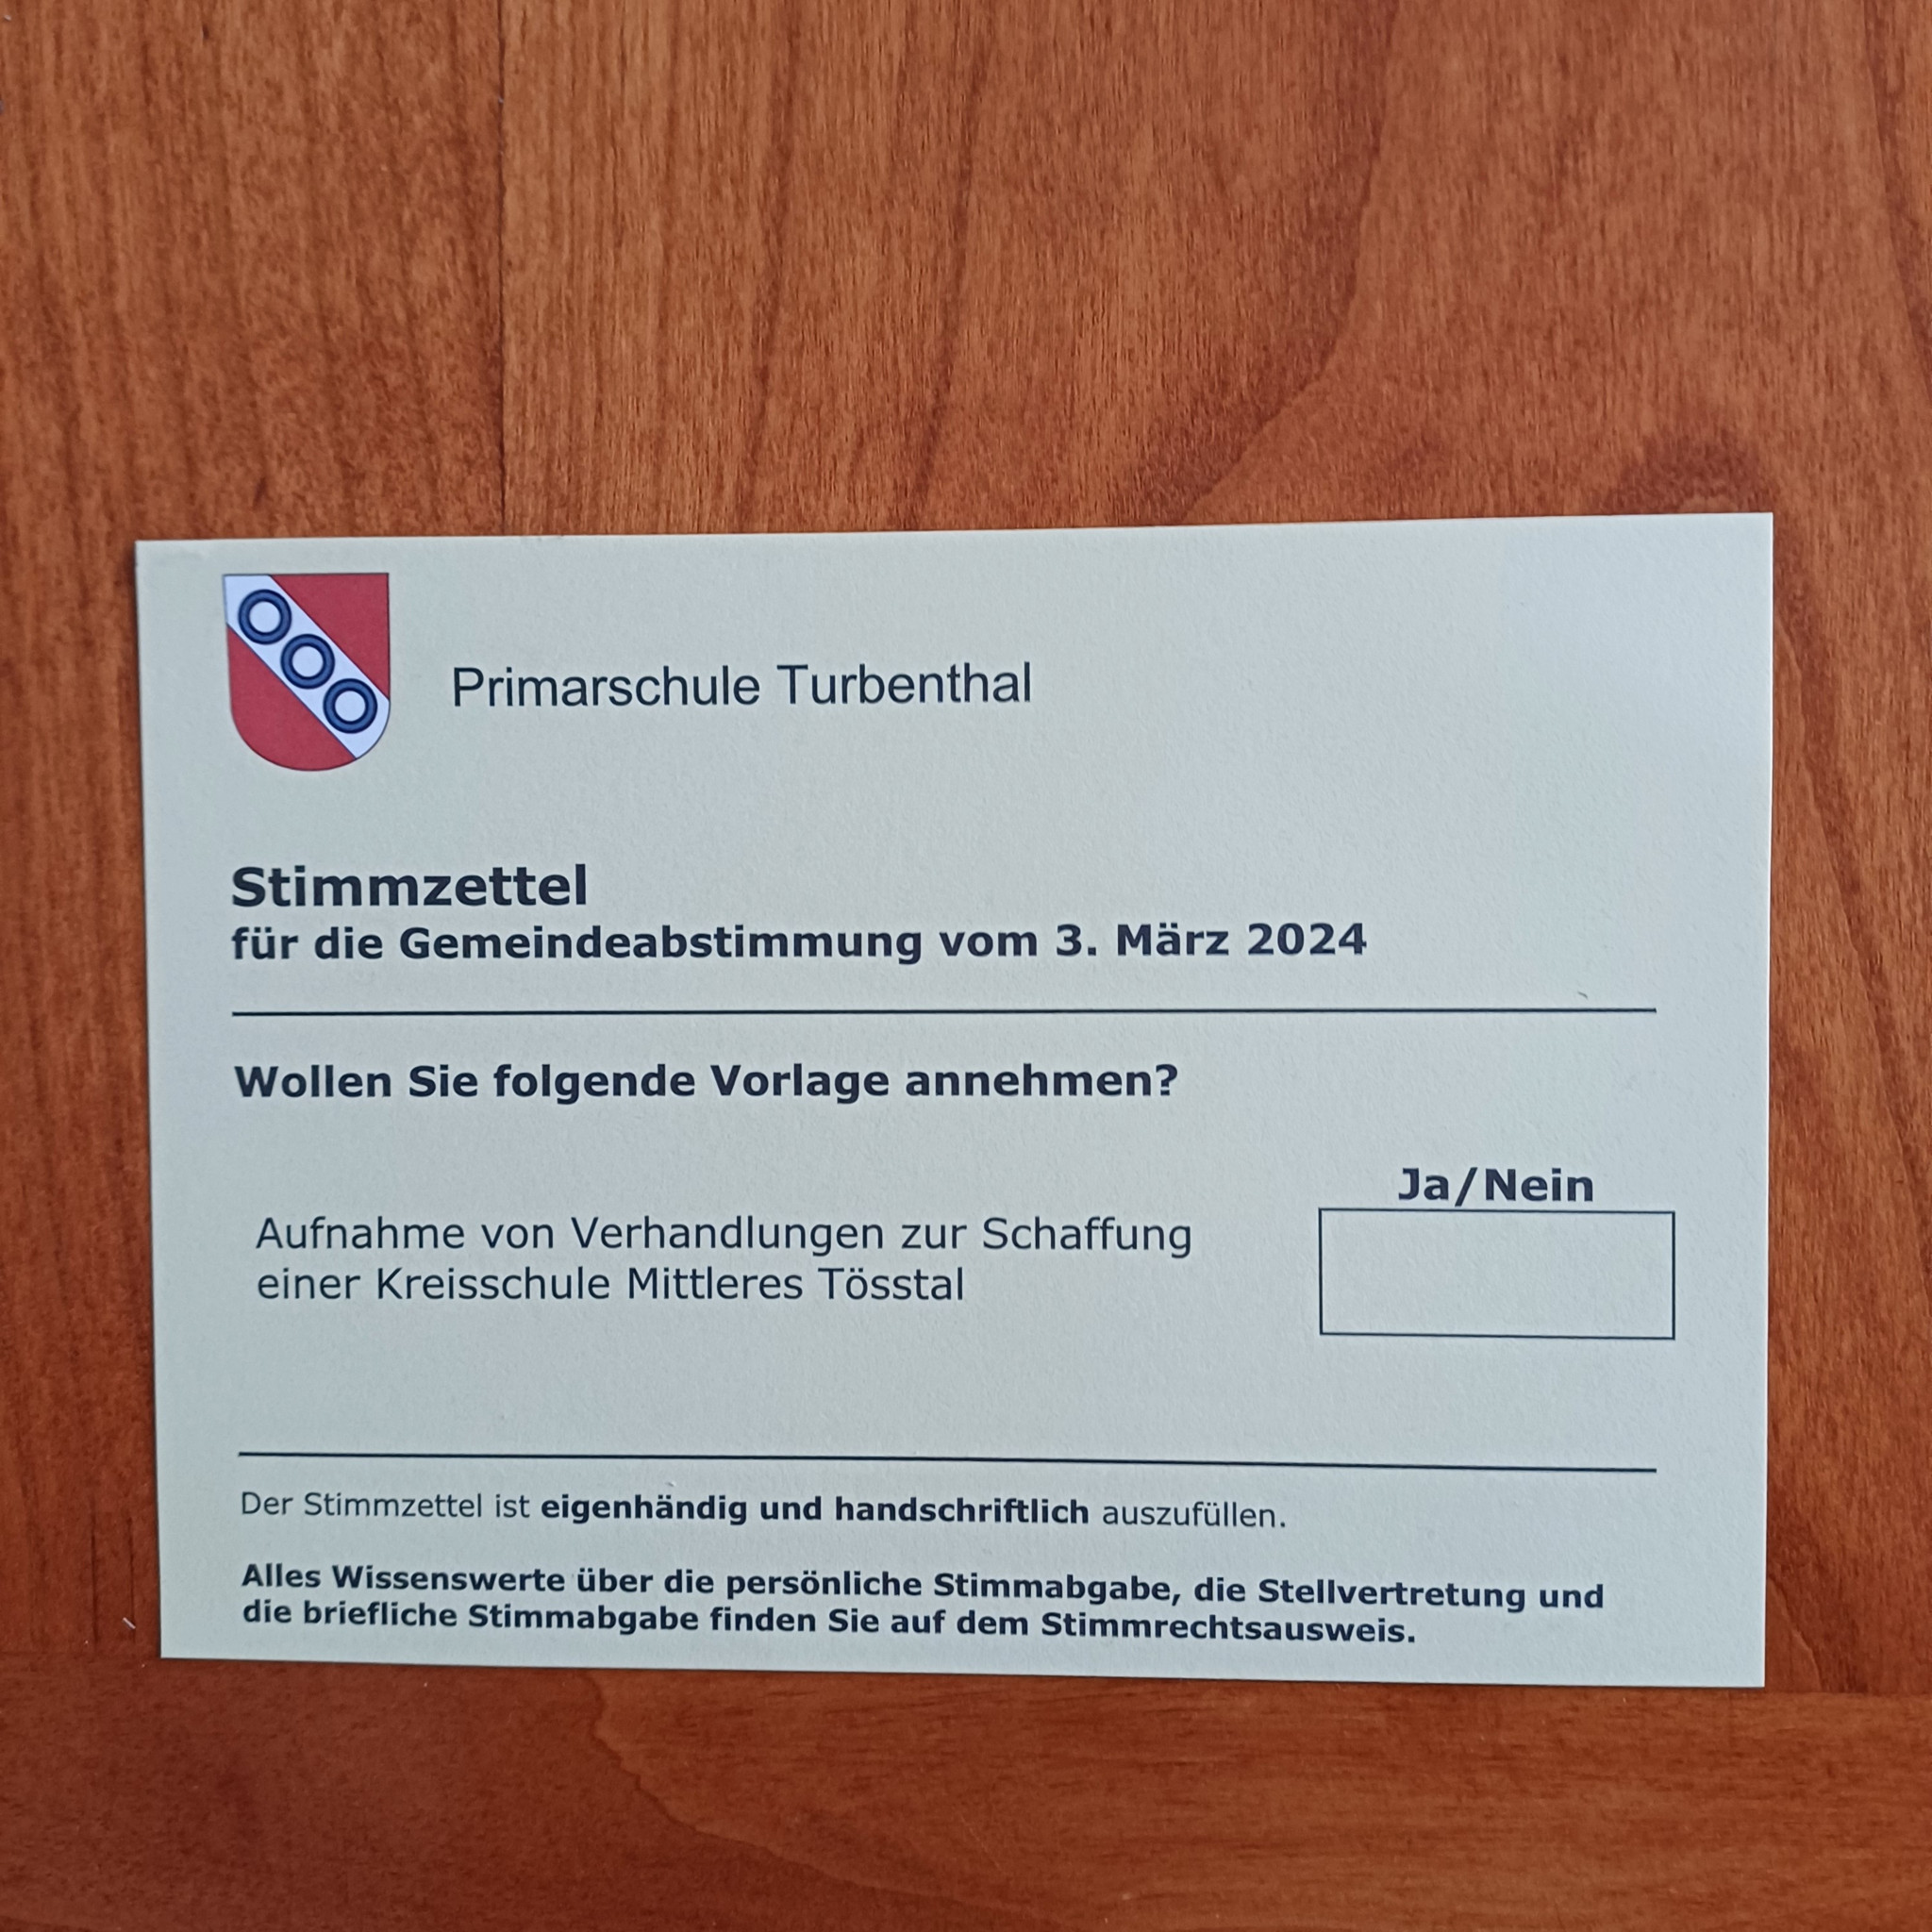 Primarschule Turbenthal
Stimmzettel
für die Gemeindeabstimmung vom 3. März 2024
Wollen Sie folgende Vorlage annehmen?
Ja/Nein
Aufnahme von Verhandlungen zur Schaffung
einer Kreisschule Mittleres Tösstal
Der Stimmzettel ist eigenhändig und handschriftlich auszufüllen.
Alles Wissenswerte über die persönliche Stimmabgabe, die Stellvertretung und
die briefliche Stimmabgabe finden Sie auf dem Stimmrechtsausweis.